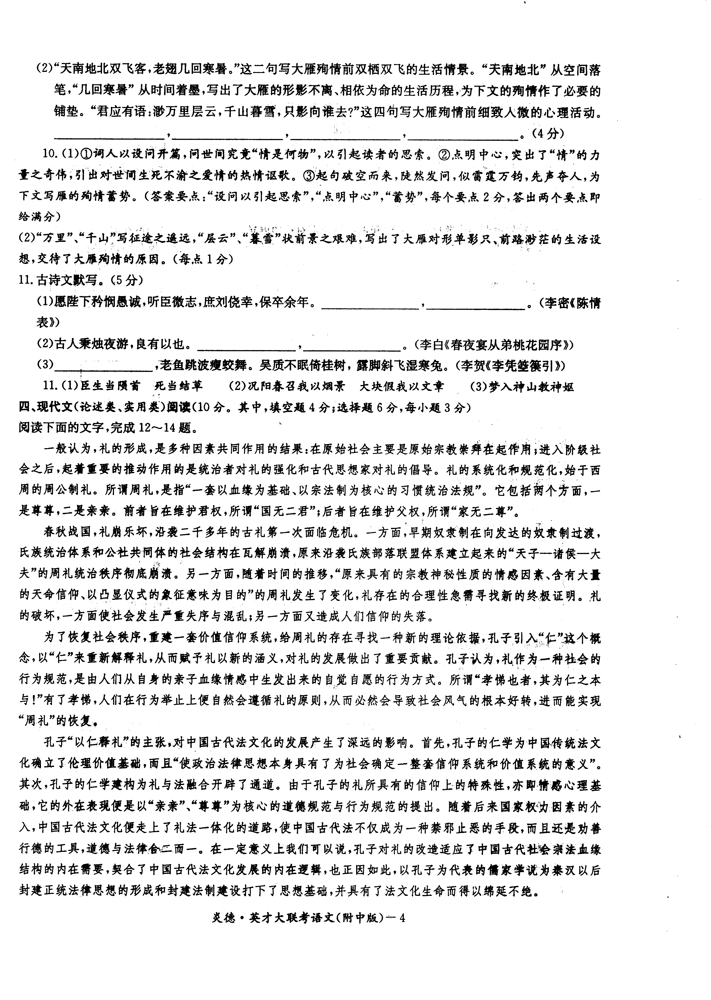 (2)“天南地北双飞客,老翅几回寒暑。”这二句写大雁殉情前双栖双飞的生活情景。“天南地北”从空间落
笔,“几回寒暑”从时间着墨,写出了大雁的形影不离、相依为命的生活历程,为下文的殉情作了必要的
铺垫。“君应有语:渺万里层云,千山暮雪,只影向谁去?”这四句写大雁殉情前细致人微的心理活动。
____________,____________,____________,____________。(4分)
10.(1)①词人以设问开篇,问世间究竟“情是何物”,以引起读者的思索。②点明中心,突出了“情”的力
量之奇伟,引出对世间生死不渝之爱情的热情讴歌。③起句破空而来,陡然发问,似雷霆万钧,先声夺人,为
下文写雁的殉情蓄势。(答案要点:“设问以引起思索”,“点明中心”,“蓄势”,每个要点2分,答出两个要点即
给满分)
(2)“万里”、“千山”写征途之遥远,“层云”、“暮雪”状前景之艰难,写出了大雁对形单影只、前路渺茫的生活设
想,交待了大雁殉情的原因。(每点1分)
11.古诗文默写。(5分)
(1)愿陛下矜悯愚诚,听臣微志,庶刘侥幸,保卒余年。____________,____________。(李密《陈情
表》)
(2)古人秉烛夜游,良有以也。____________,____________。(李白《春夜宴从弟桃花园序》)
(3)____________,老鱼跳波瘦蛟舞。吴质不眠倚桂树,露脚斜飞湿寒兔。(李贺《李凭箜篌引》)
11.(1)臣生当陨首 死当结草 (2)况阳春召我以烟景 大块假我以文章 (3)梦入神山教神妪
四、现代文(论述类、实用类)阅读(10分。其中,填空题4分;选择题6分,每小题3分)
阅读下面的文字,完成12～14题。
一般认为,礼的形成,是多种因素共同作用的结果:在原始社会主要是原始宗教崇拜在起作用;进入阶级社
会之后,起着重要的推动作用的是统治者对礼的强化和古代思想家对礼的倡导。礼的系统化和规范化,始于西
周的周公制礼。所谓周礼,是指“一套以血缘为基础、以宗法制为核心的习惯统治法规”。它包括两个方面,一
是尊尊,二是亲亲。前者旨在维护君权,所谓“国无二君”;后者旨在维护父权,所谓“家无二尊”。
春秋战国,礼崩乐坏,沿袭二千多年的古礼第一次面临危机。一方面,早期奴隶制在向发达的奴隶制过渡,
氏族统治体系和公社共同体的社会结构在瓦解崩溃,原来沿袭氏族部落联盟体系建立起来的“天子—诸侯—大
夫”的周礼统治秩序彻底崩溃。另一方面,随着时间的推移,“原来具有的宗教神秘性质的情感因素、含有大量
的天命信仰、以凸显仪式的象征意味为目的”的周礼发生了变化,礼存在的合理性急需寻找新的终极证明。礼
的破坏,一方面使社会发生严重失序与混乱;另一方面又造成人们信仰的失落。
为了恢复社会秩序,重建一套价值信仰系统,给周礼的存在寻找一种新的理论依据,孔子引入“仁”这个概
念,以“仁”来重新解释礼,从而赋予礼以新的涵义,对礼的发展做出了重要贡献。孔子认为,礼作为一种社会的
行为规范,是由人们从自身的亲子血缘情感中生发出来的自觉自愿的行为方式。所谓“孝悌也者,其为仁之本
与!”有了孝悌,人们在行为举止上便自然会遵循礼的原则,从而必然会导致社会风气的根本好转,进而能实现
“周礼”的恢复。
孔子“以仁释礼”的主张,对中国古代法文化的发展产生了深远的影响。首先,孔子的仁学为中国传统法文
化确立了伦理价值基础,而且“使政治法律思想本身具有了为社会确定一整套信仰系统和价值系统的意义”。
其次,孔子的仁学建构为礼与法融合开辟了通道。由于孔子的礼所具有的信仰上的特殊性,亦即情感心理基
础,它的外在表现便是以“亲亲”、“尊尊”为核心的道德规范与行为规范的提出。随着后来国家权力因素的介
入,中国古代法文化便走上了礼法一体化的道路,使中国古代法不仅成为一种禁邪止恶的手段,而且还是劝善
行德的工具,道德与法律合二而一。在一定意义上我们可以说,孔子对礼的改造适应了中国古代社会宗法血缘
结构的内在需要,契合了中国古代法文化发展的内在逻辑,也正因如此,以孔子为代表的儒家学说为秦汉以后
封建正统法律思想的形成和封建法制建设打下了思想基础,并具有了法文化生命而得以绵延不绝。
炎德·英才大联考语文(附中版)—4